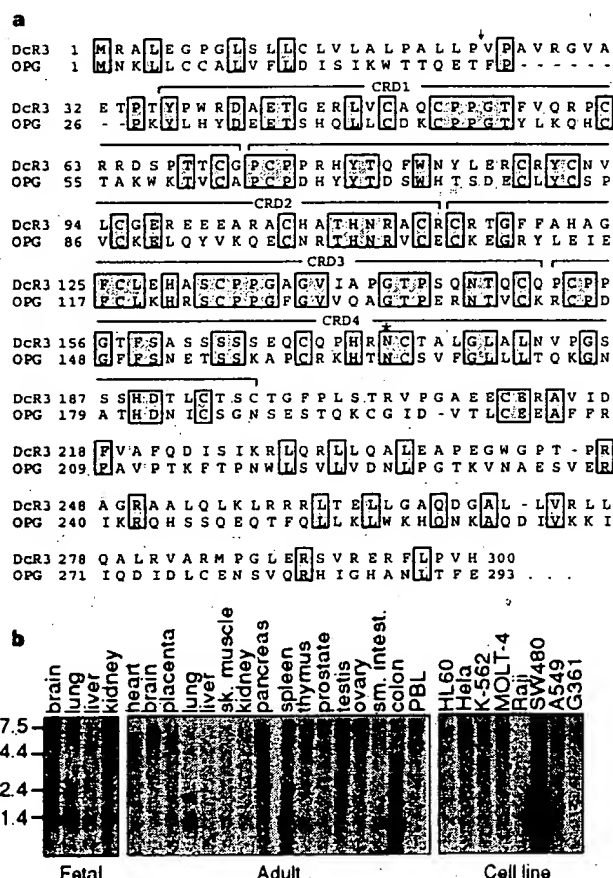 a
DcR3 1 M R A L E G P G L S L L C L V L A L P A L L P V P A V R G V A
OPG 1 M N K L L C C A L V F L D I S I K W T T Q E T F P - - - - - -
CRD1
DcR3 32 E T P T Y P W R D A E T G E R L V C A Q C P P G T F V Q R P C
OPG 26 - - P K Y L H Y D E E T S H Q L L C D K C P P G T Y L K Q H C
DcR3 63 R R D S P T T C G P C P P R H Y T Q F W N Y L E R C R Y C N V
OPG 55 T A K W K T V C A P C P D H Y Y T D S W H T S D E C L Y C S P
CRD2
DcR3 94 L C G E R E E E A R A C H A T H N R A C R C R T G F F A H A G
OPG 86 V C K E L Q Y V K Q E C N R T H N R V C E C K E G R Y L E I E
CRD3
DcR3 125 F C L E H A S C P P G A G V I A P G T P S Q N T Q C Q P C P P
OPG 117 F C L K H R S C P P G F G V V Q A G T P E R N T V C K R C P D
CRD4
DcR3 156 G T F S A S S S S S E Q C Q P H R N C T A L G L A L N V P G S
OPG 148 G F F S N E T S S K A P C R K H T N C S V F G L L L T Q K G N
*
DcR3 187 S S H D T L C T S C T G F P L S T R V P G A E E C E R A V I D
OPG 179 A T H D N I C S G N S E S T Q K C G I D - V T L C E E A F F R
DcR3 218 F V A F Q D I S I K R L Q R L L Q A L E A P E G W G P T - P R
OPG 209 F A V P T K F T P N W L S V L V D N L P G T K V N A E S V E R
DcR3 248 A G R A A L Q L K L R R R L T E L L G A Q D G A L - L V R L L
OPG 240 I K R Q H S S Q E Q T F Q L L K L W K H Q N K A Q D I V K K I
DcR3 278 Q A L R V A R M P G L E R S V R E R F L P V H 300
OPG 271 I Q D I D L C E N S V Q R H I G H A N L T F E 293 . . .
b
brain lung liver kidney heart brain placenta lung liver sk. muscle kidney pancreas spleen thymus prostate testis ovary sm. intest. colon PBL HL60 Hela K-562 MOLT-4 Raji SW480 A549 G361
7.5
4.4
2.4
1.4
Fetal Adult Cell line